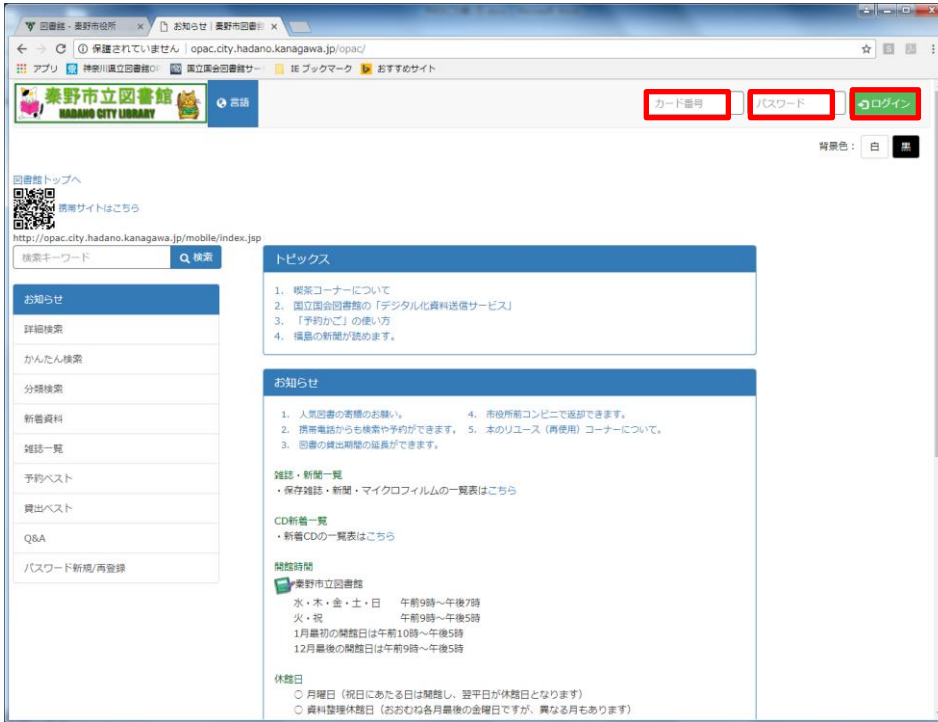 図書館 - 秦野市役所
お知らせ | 秦野市図書館
保護されていません | opac.city.hadano.kanagawa.jp/opac/
アプリ 神奈川県立図書館OP 国立国会図書館サー IE ブックマーク おすすめサイト
秦野市立図書館
HADANO CITY LIBRARY
言語
カード番号 パスワード ログイン
背景色： 白 黒
図書館トップへ
携帯サイトはこちら
http://opac.city.hadano.kanagawa.jp/mobile/index.jsp
検索キーワード 検索
お知らせ
詳細検索
かんたん検索
分類検索
新着資料
雑誌一覧
予約ベスト
貸出ベスト
Q&A
パスワード新規/再登録
トピックス
1. 喫茶コーナーについて
2. 国立国会図書館の「デジタル化資料送信サービス」
3. 「予約かご」の使い方
4. 福島の新聞が読めます。
お知らせ
1. 人気図書の寄贈のお願い。 4. 市役所前コンビニで返却できます。
2. 携帯電話からも検索や予約ができます。 5. 本のリユース（再使用）コーナーについて。
3. 図書の貸出期間の延長ができます。
雑誌・新聞一覧
・保存雑誌・新聞・マイクロフィルムの一覧表はこちら
CD新着一覧
・新着CDの一覧表はこちら
開館時間
秦野市立図書館
水・木・金・土・日 午前9時～午後7時
火・祝 午前9時～午後5時
1月最初の開館日は午前10時～午後5時
12月最後の開館日は午前9時～午後5時
休館日
○ 月曜日（祝日にあたる日は開館し、翌平日が休館日となります）
○ 資料整理休館日（おおむね各月最後の金曜日ですが、異なる月もあります）